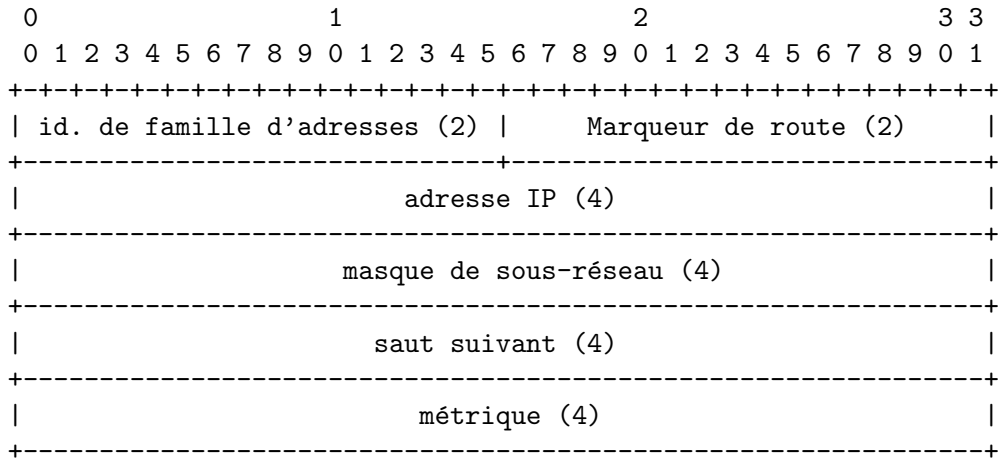 0                   1                   2                   3 3
0 1 2 3 4 5 6 7 8 9 0 1 2 3 4 5 6 7 8 9 0 1 2 3 4 5 6 7 8 9 0 1
+-+-+-+-+-+-+-+-+-+-+-+-+-+-+-+-+-+-+-+-+-+-+-+-+-+-+-+-+-+-+-+-+
| id. de famille d'adresses (2) |     Marqueur de route (2)     |
+-------------------------------+-------------------------------+
|                         adresse IP (4)                        |
+---------------------------------------------------------------+
|                     masque de sous-réseau (4)                 |
+---------------------------------------------------------------+
|                       saut suivant (4)                        |
+---------------------------------------------------------------+
|                          métrique (4)                         |
+---------------------------------------------------------------+